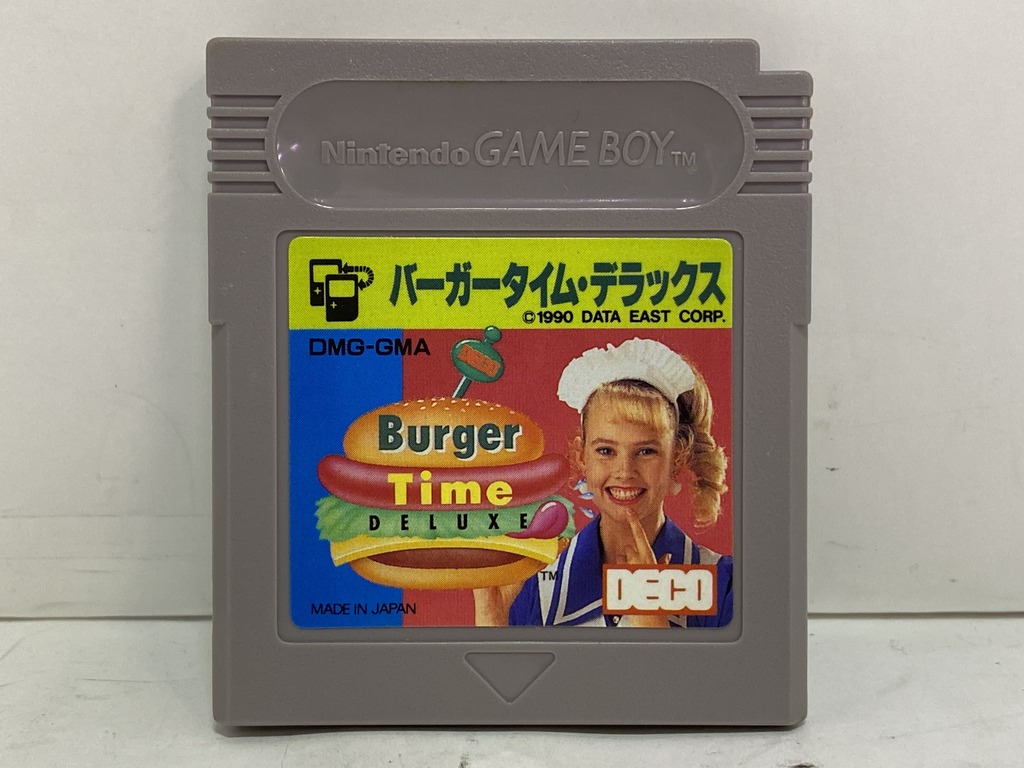 Nintendo GAME BOY TM
バーガータイム・デラックス
©1990 DATA EAST CORP.
DMG-GMA
Burger
Time
DELUXE
TM
DECO
MADE IN JAPAN